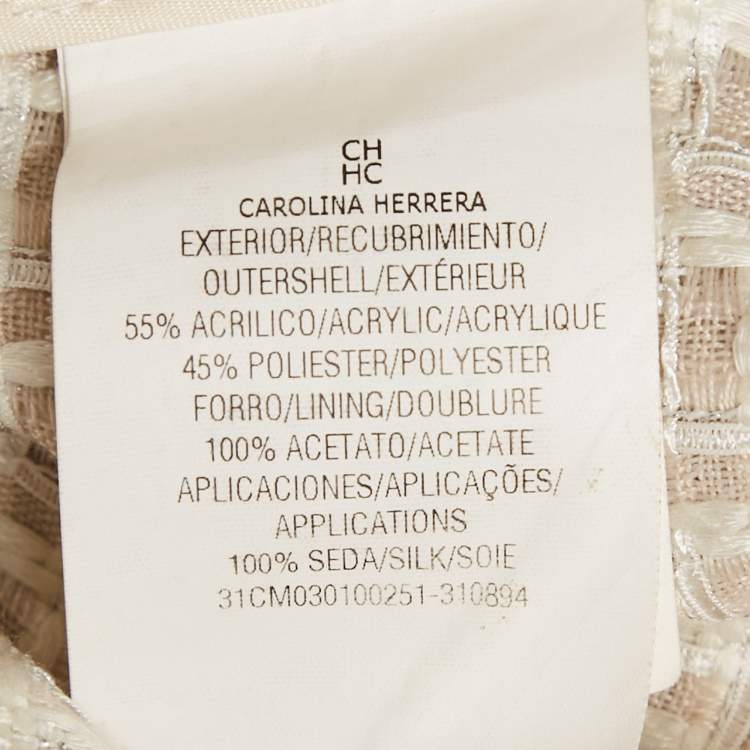 CH
HC
CAROLINA HERRERA
EXTERIOR/RECUBRIMIENTO/
OUTERSHELL/EXTÉRIEUR
55% ACRILICO/ACRYLIC/ACRYLIQUE
45% POLIESTER/POLYESTER
FORRO/LINING/DOUBLURE
100% ACETATO/ACETATE
APLICACIONES/APLICAÇÕES/
APPLICATIONS
100% SEDA/SILK/SOIE
31CM030100251-310894